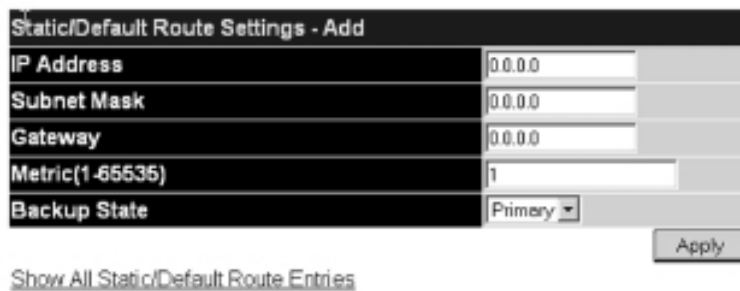 Static/Default Route Settings - Add
IP Address 0.0.0.0
Subnet Mask 0.0.0.0
Gateway 0.0.0.0
Metric(1-65535) 1
Backup State Primary
Apply
Show All Static/Default Route Entries